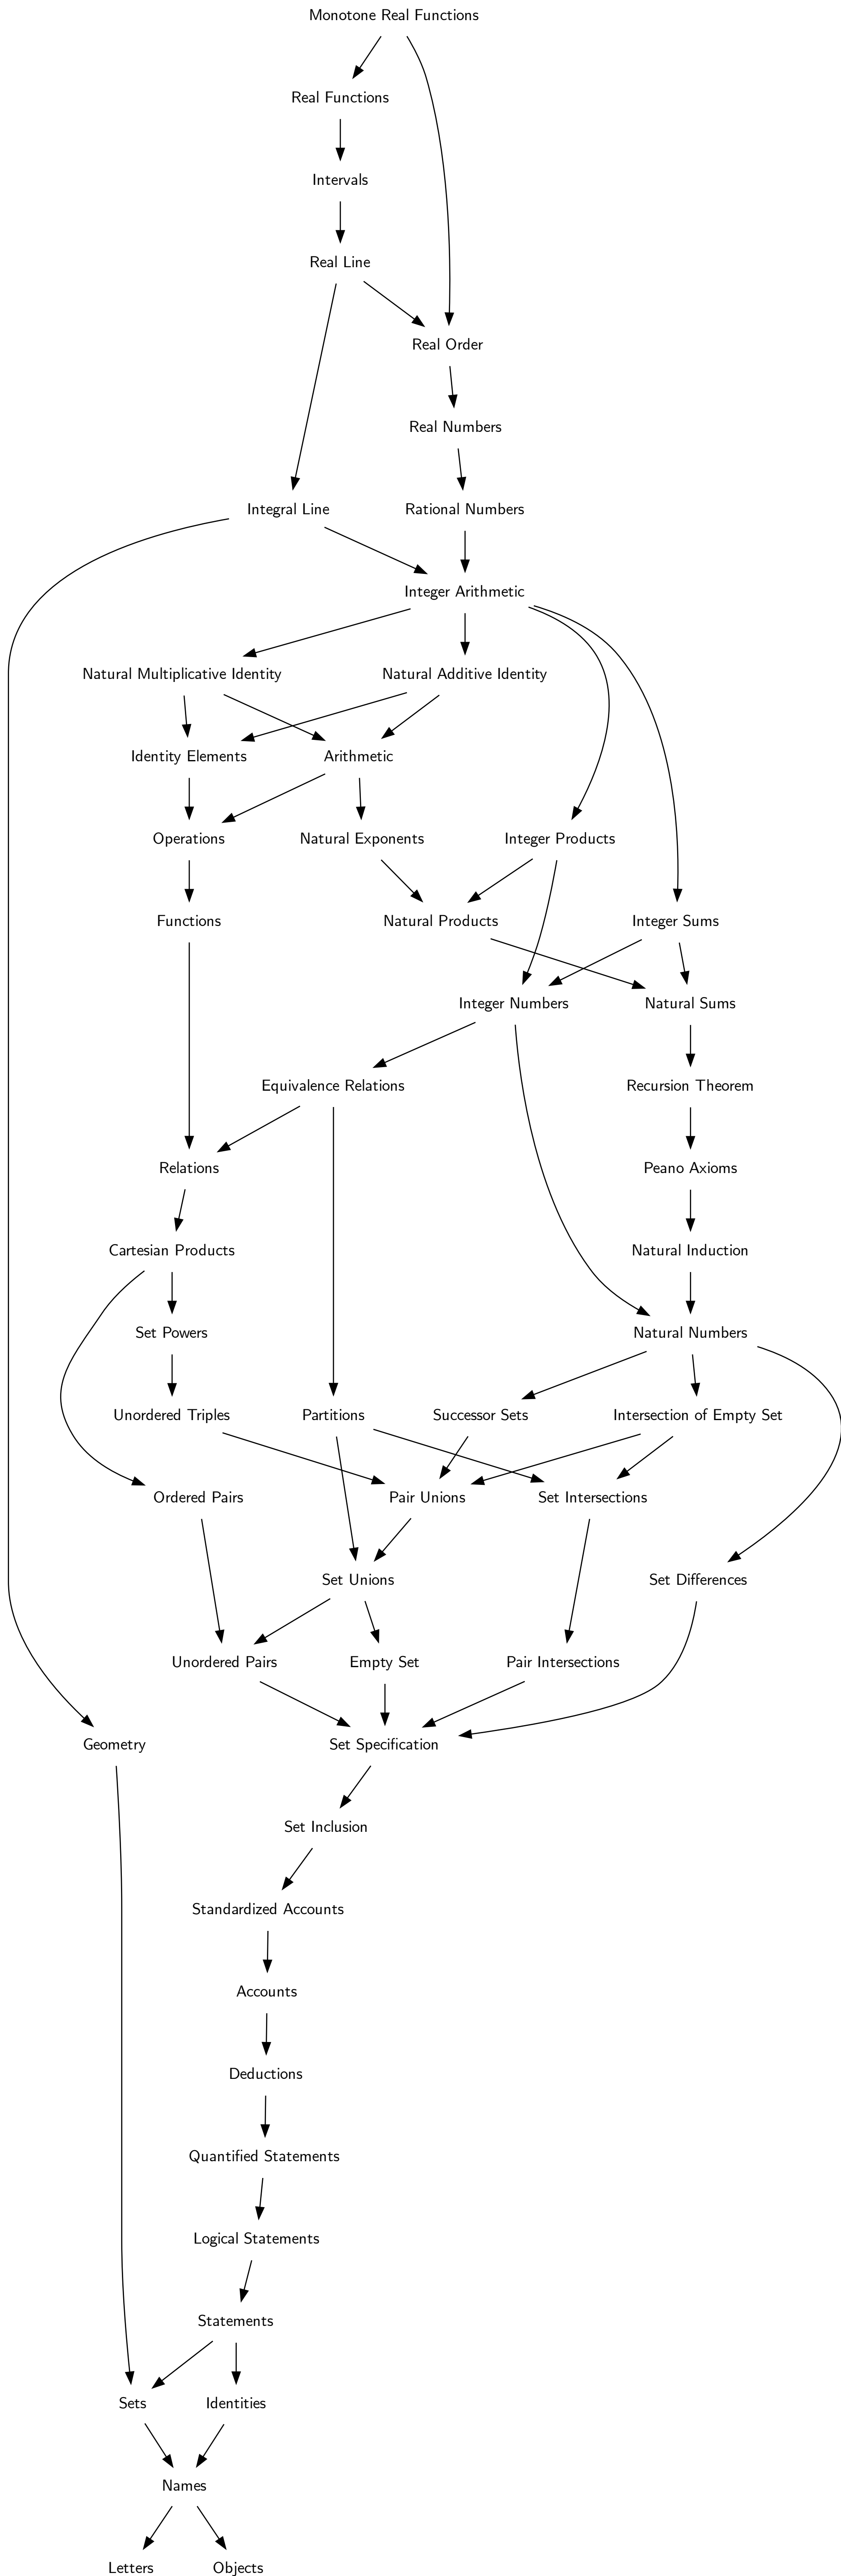 Monotone Real Functions
Real Functions
Intervals
Real Line
Real Order
Real Numbers
Integral Line
Rational Numbers
Integer Arithmetic
Natural Multiplicative Identity
Natural Additive Identity
Identity Elements
Arithmetic
Operations
Natural Exponents
Integer Products
Functions
Natural Products
Integer Sums
Integer Numbers
Natural Sums
Equivalence Relations
Recursion Theorem
Relations
Peano Axioms
Cartesian Products
Natural Induction
Set Powers
Natural Numbers
Unordered Triples
Partitions
Successor Sets
Intersection of Empty Set
Ordered Pairs
Pair Unions
Set Intersections
Set Unions
Set Differences
Unordered Pairs
Empty Set
Pair Intersections
Geometry
Set Specification
Set Inclusion
Standardized Accounts
Accounts
Deductions
Quantified Statements
Logical Statements
Statements
Sets
Identities
Names
Letters
Objects